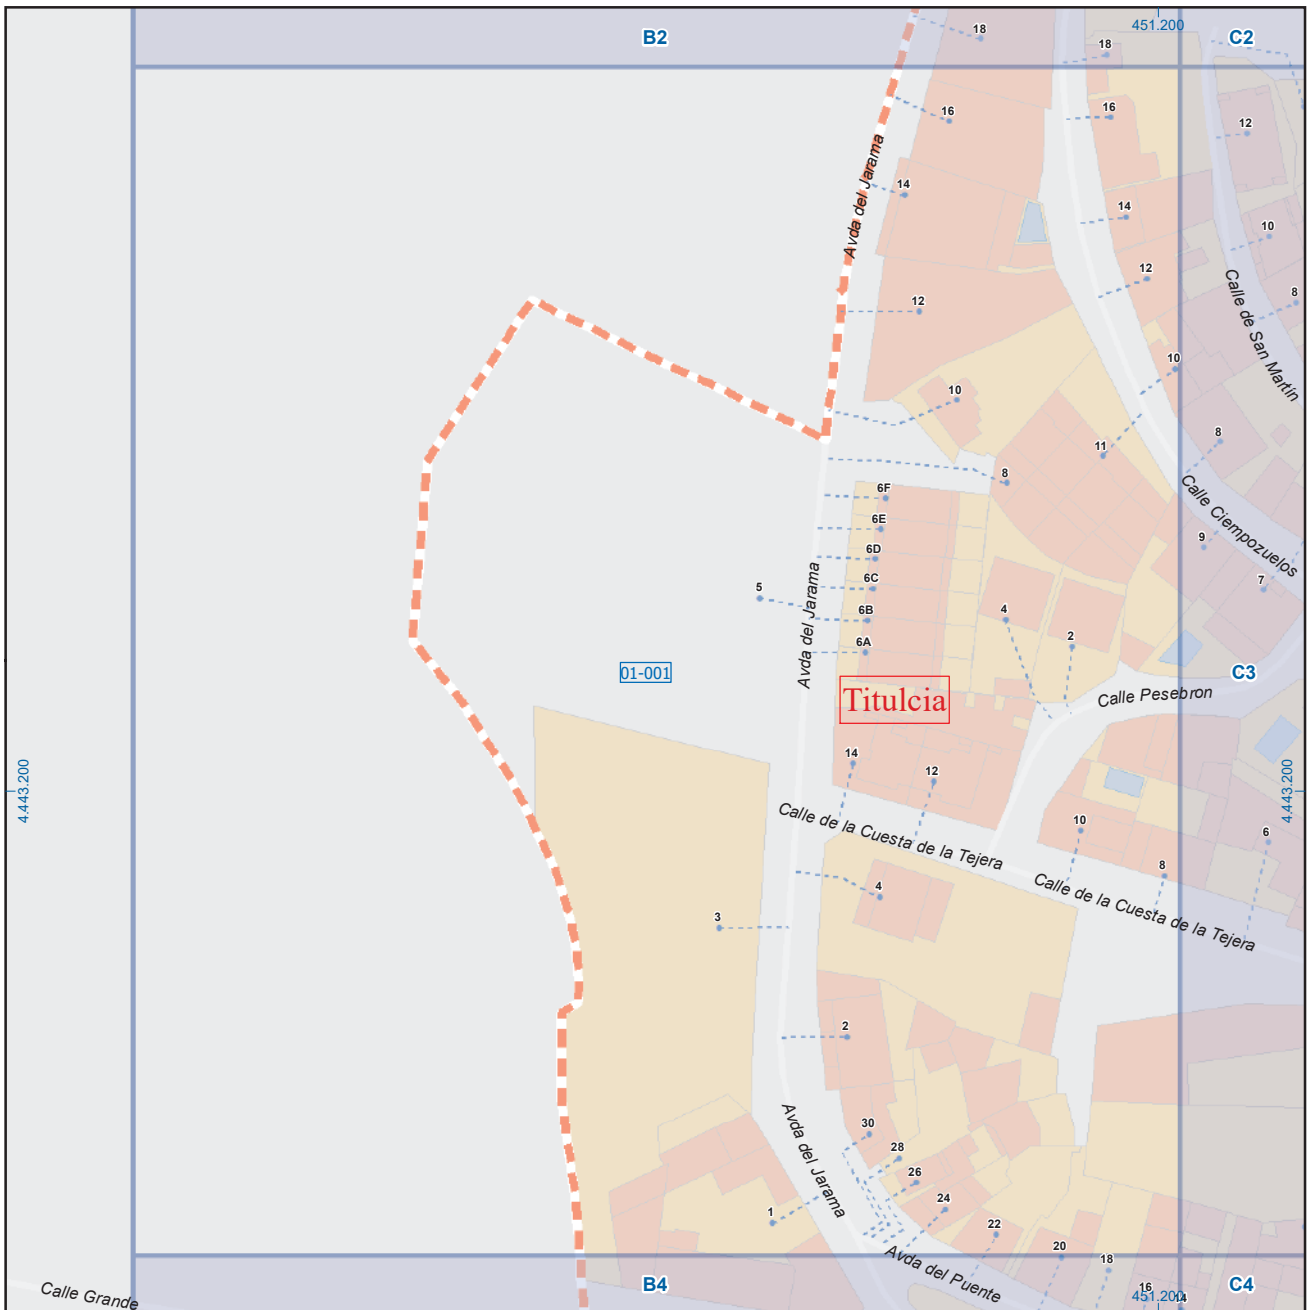 451.200
B2
C2
18
18
16
16
12
14
Avda del Jarama
14
10
12
8
12
Calle de San Martín
10
10
8
11
8
6F
Calle Ciempozuelos
6E
9
6D
6C
7
5
6B
4
Avda del Jarama
2
6A
01-001
C3
Titulcia
Calle Pesebron
14
12
4.443.200
4.443.200
Calle de la Cuesta de la Tejera
10
6
8
4
Calle de la Cuesta de la Tejera
3
2
Avda del Jarama
30
28
26
24
1
22
20
18
Avda del Puente
B4
C4
16
451.200
14
Calle Grande